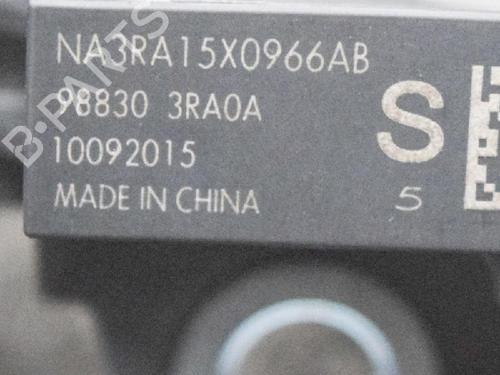 NA3RA15X0966AB
98830 3RA0A
10092015
MADE IN CHINA
S
5
B-PARTS